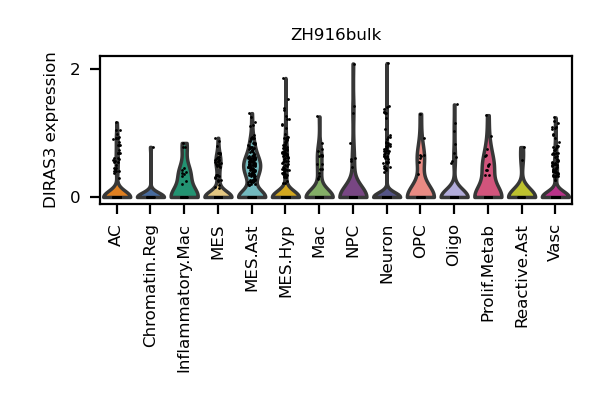 ZH916bulk
DIRAS3 expression
2
0
AC
Chromatin.Reg
Inflammatory.Mac
MES
MES.Ast
MES.Hyp
Mac
NPC
Neuron
OPC
Oligo
Prolif.Metab
Reactive.Ast
Vasc